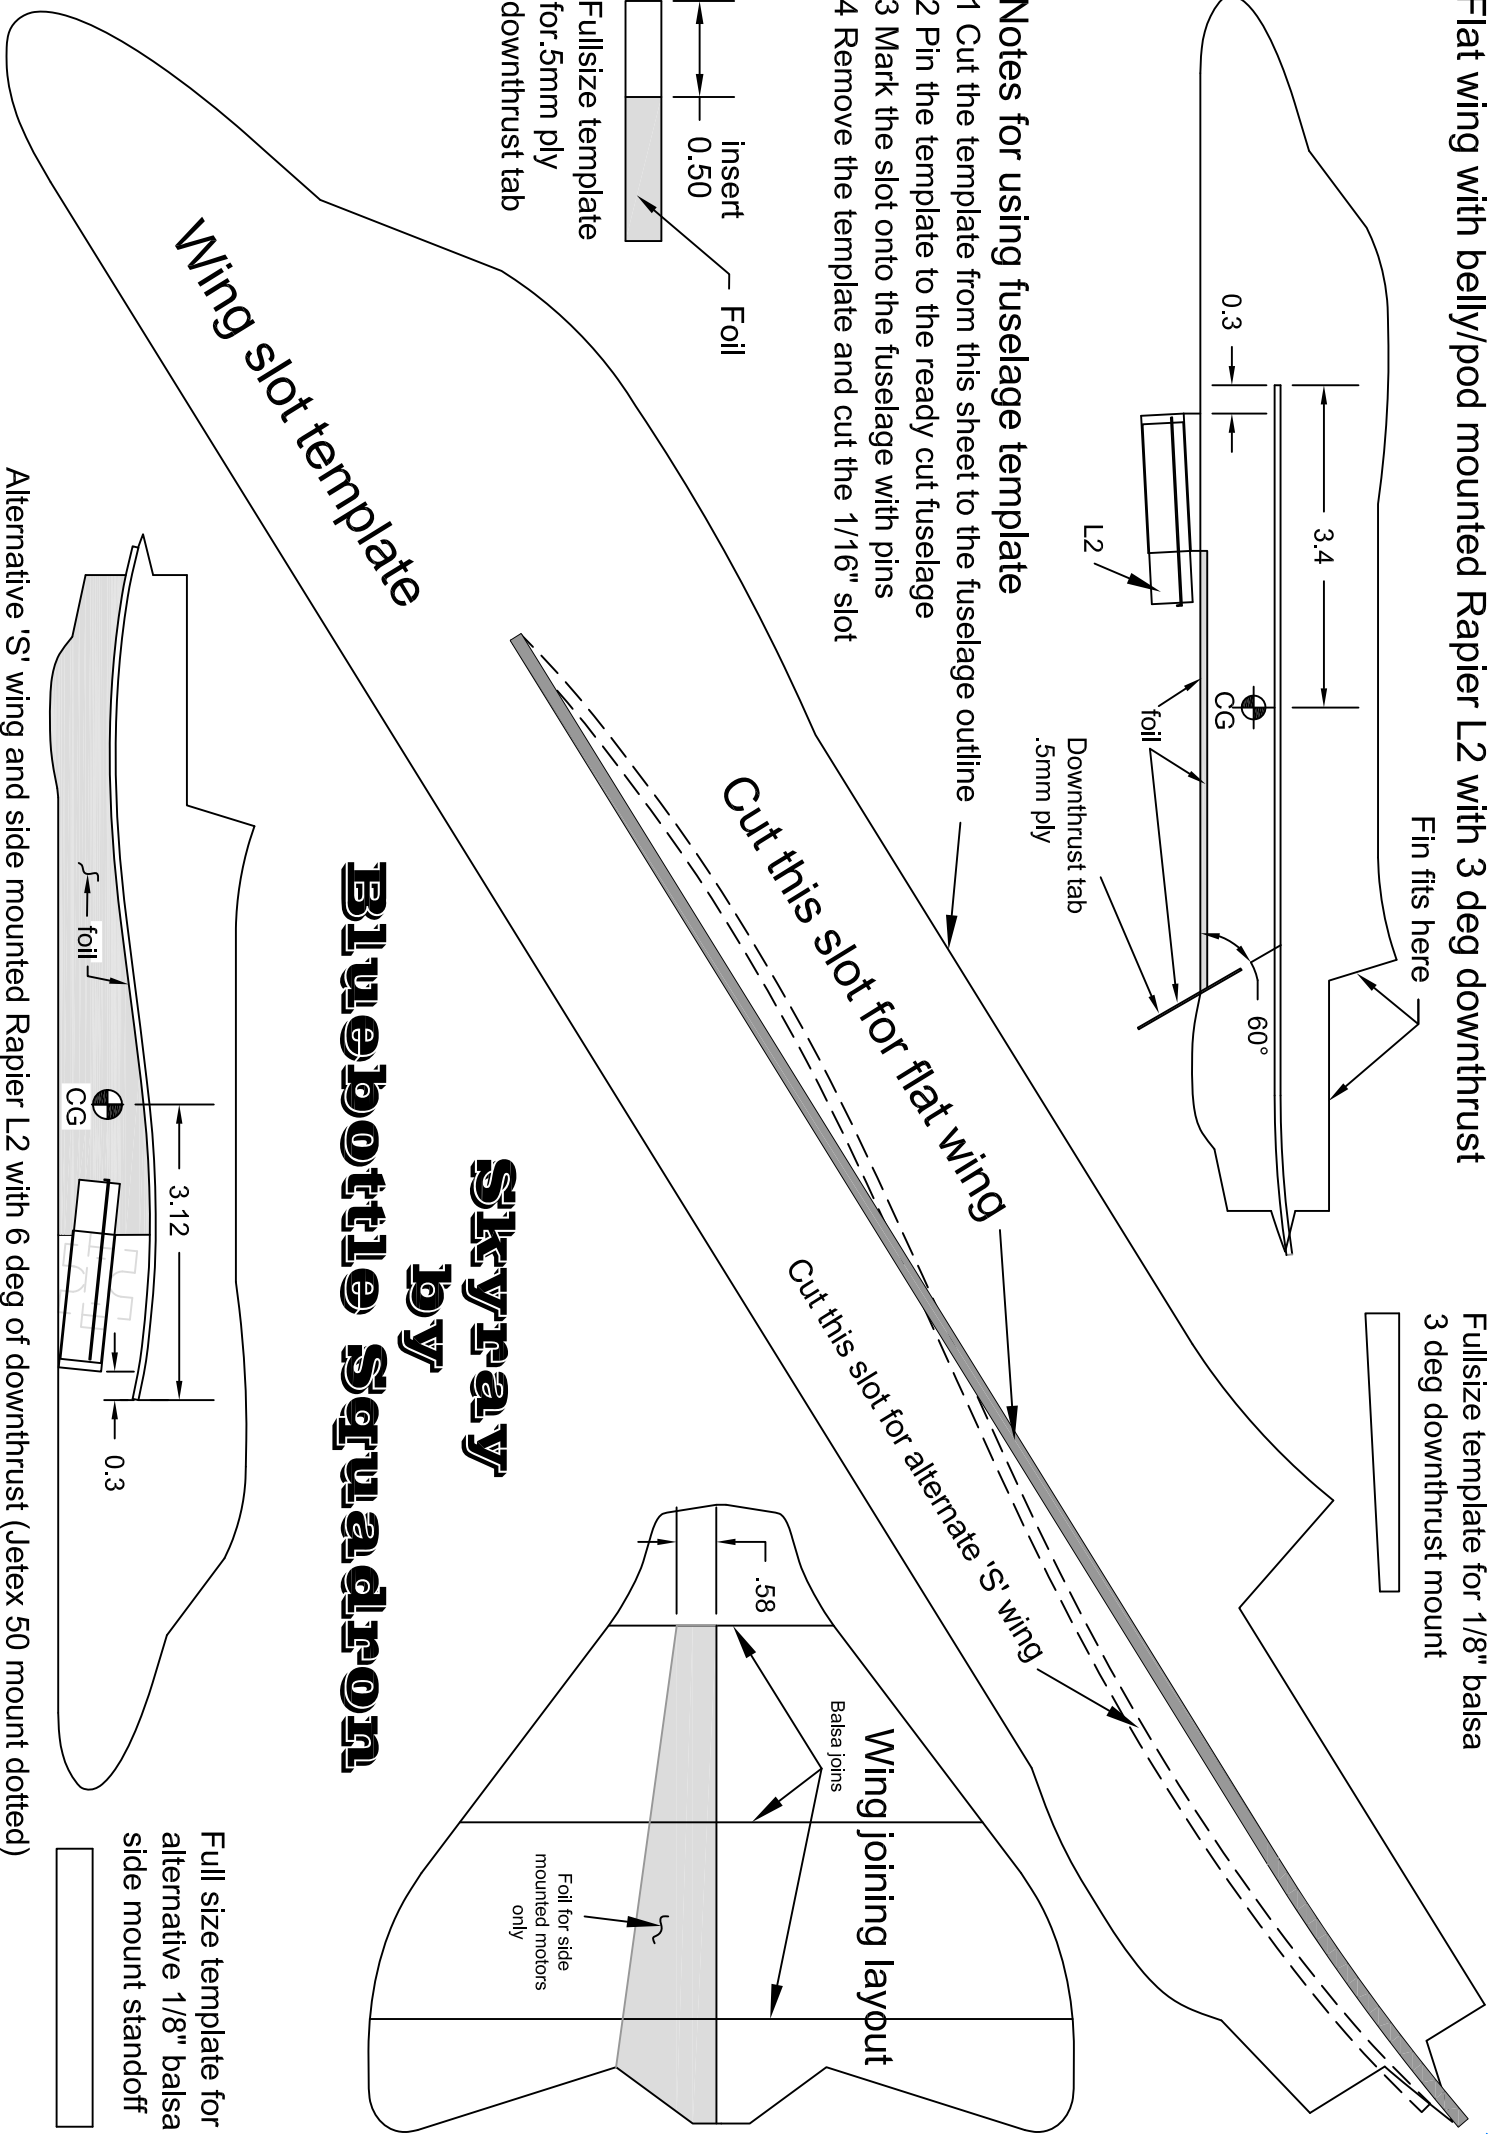 Flat wing with belly/pod mounted Rapier L2 with 3 deg downthrust
Fin fits here
0.3
3.4
L2
CG
foil
Downthrust tab
.5mm ply
60°
Fullsize template for 1/8" balsa
3 deg downthrust mount
Notes for using fuselage template
1 Cut the template from this sheet to the fuselage outline
2 Pin the template to the ready cut fuselage
3 Mark the slot onto the fuselage with pins
4 Remove the template and cut the 1/16" slot
insert
0.50
Foil
Fullsize template
for.5mm ply
downthrust tab
Wing slot template
Cut this slot for flat wing
Cut this slot for alternate 'S' wing
Skyray
by
Bluebottle Squadron
Wing joining layout
Balsa joins
.58
Foil for side
mounted motors
only
foil
CG
3.12
0.3
Alternative 'S' wing and side mounted Rapier L2 with 6 deg of downthrust (Jetex 50 mount dotted)
Full size template for
alternative 1/8" balsa
side mount standoff